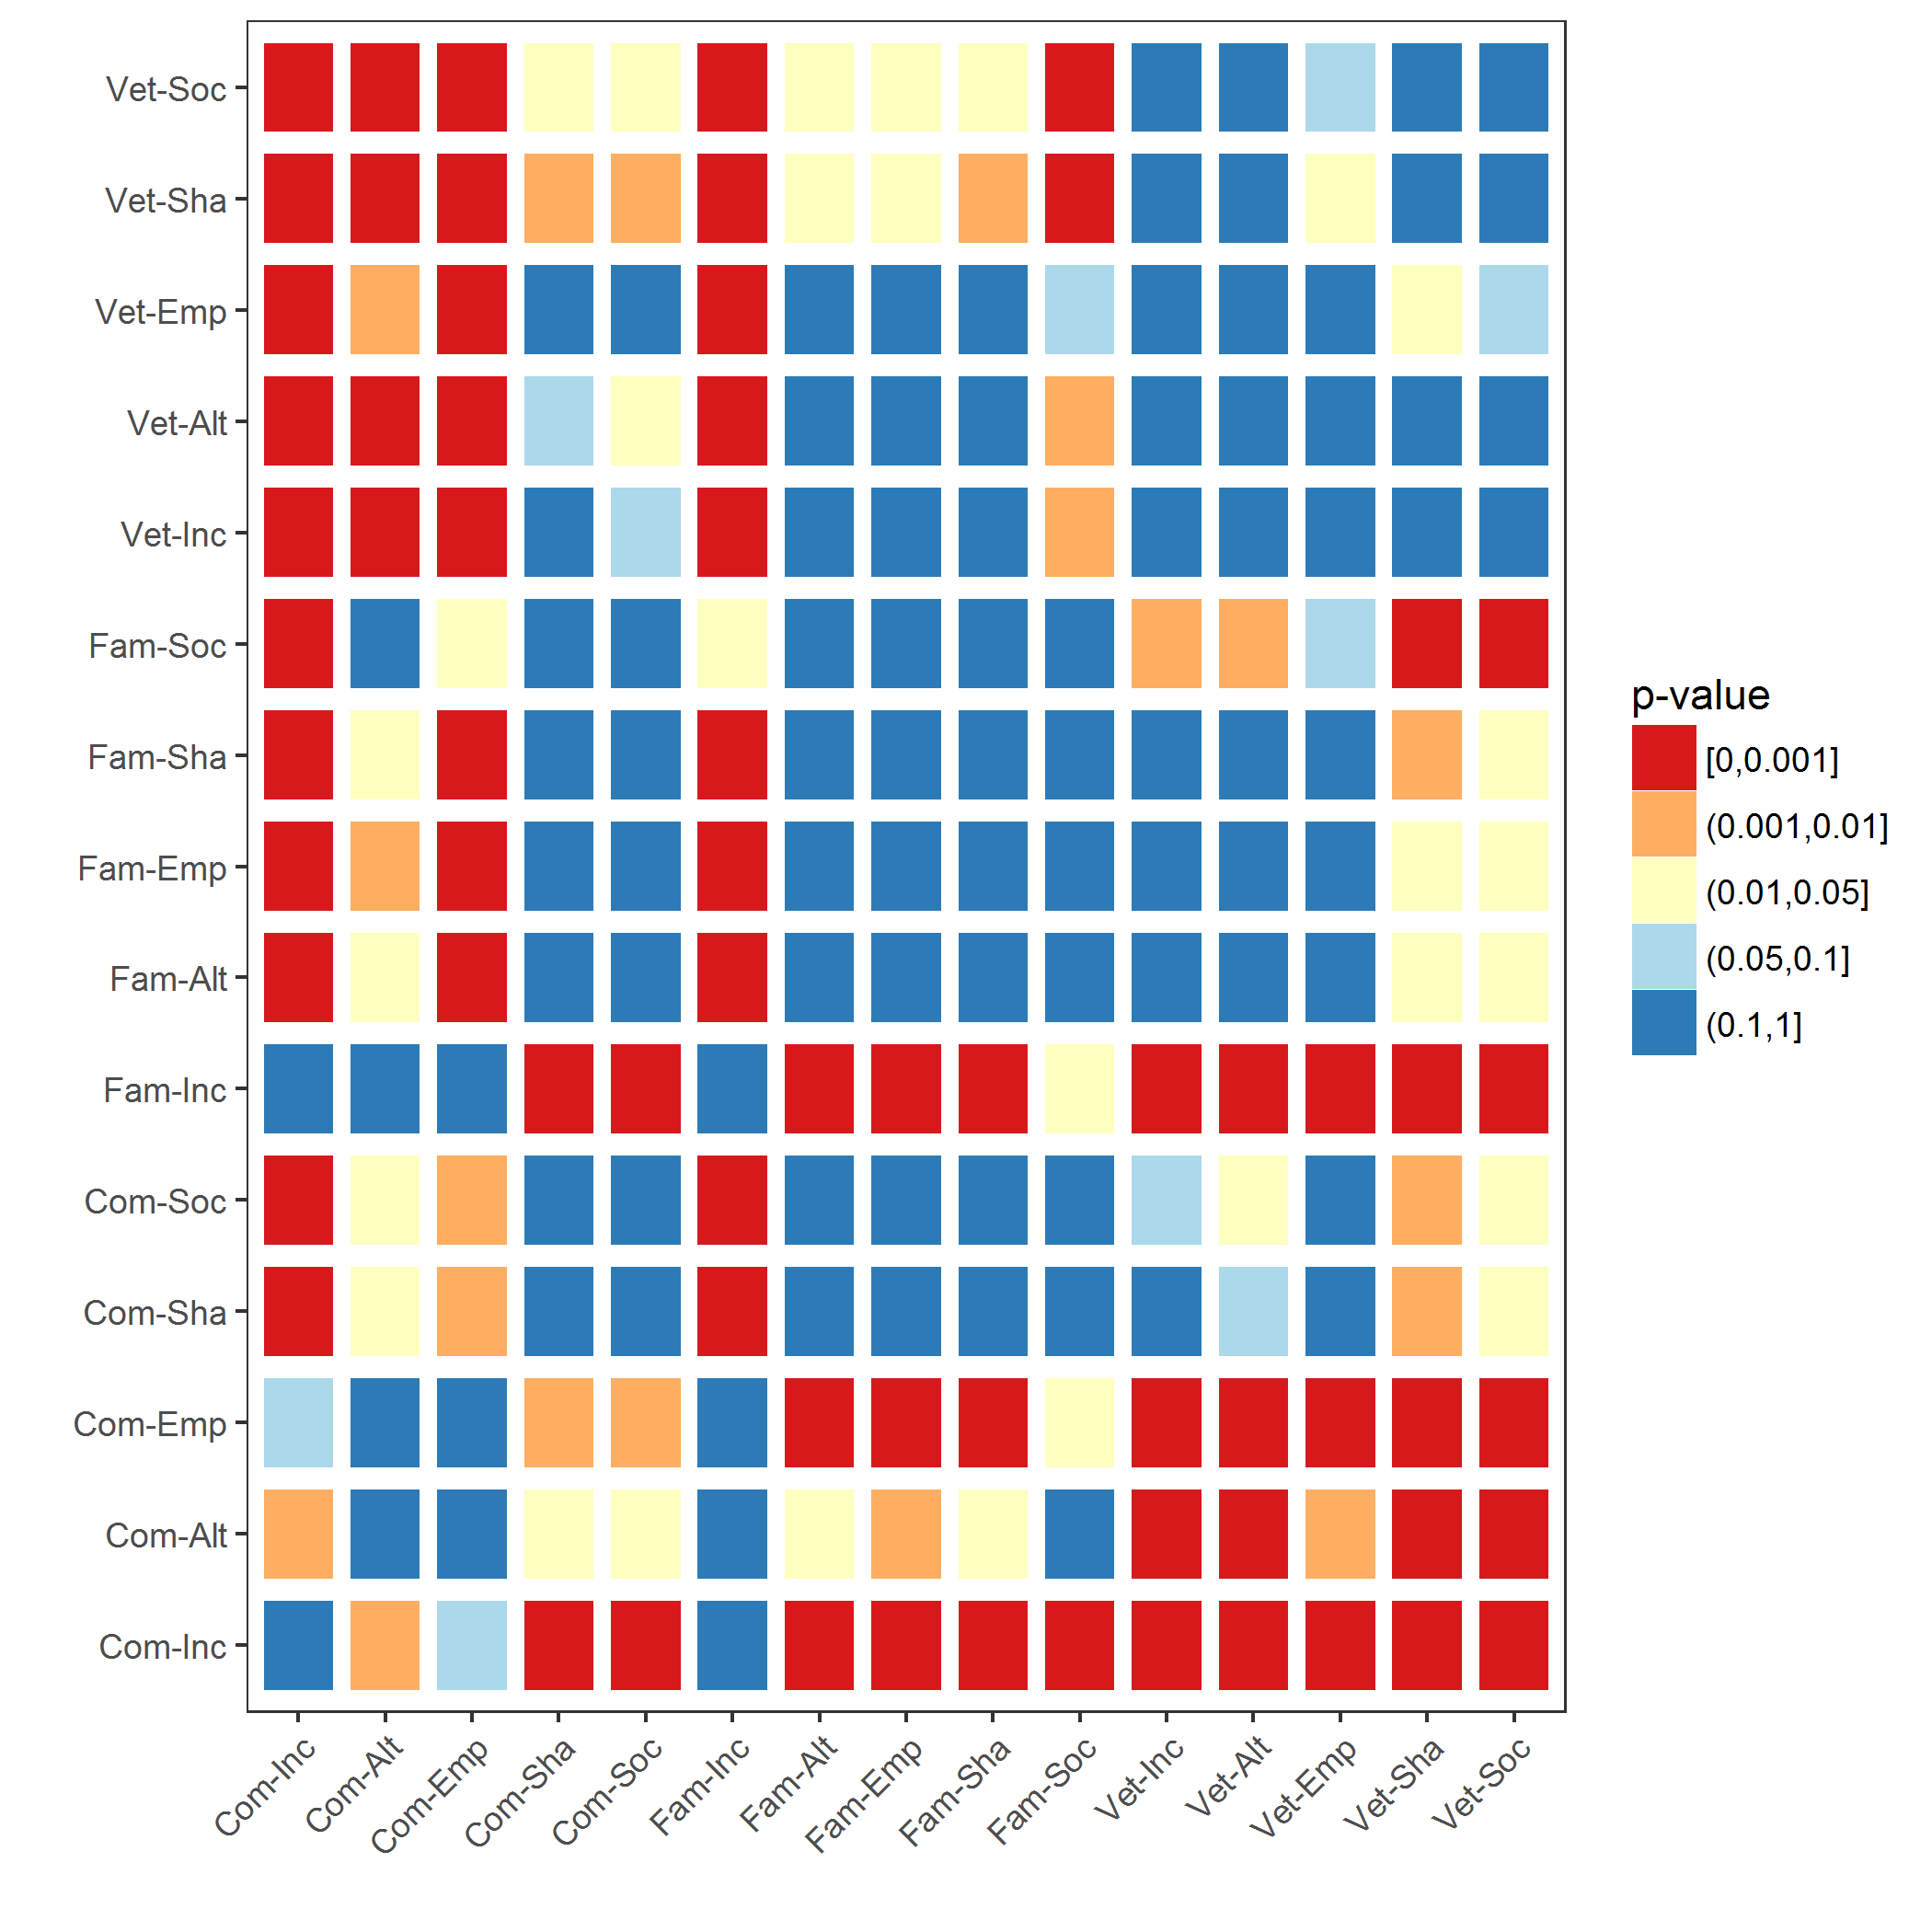 Vet-Soc
Vet-Sha
Vet-Emp
Vet-Alt
Vet-Inc
Fam-Soc
Fam-Sha
Fam-Emp
Fam-Alt
Fam-Inc
Com-Soc
Com-Sha
Com-Emp
Com-Alt
Com-Inc
Com-Inc
Com-Alt
Com-Emp
Com-Sha
Com-Soc
Fam-Inc
Fam-Alt
Fam-Emp
Fam-Sha
Fam-Soc
Vet-Inc
Vet-Alt
Vet-Emp
Vet-Sha
Vet-Soc
p-value
[0,0.001]
(0.001,0.01]
(0.01,0.05]
(0.05,0.1]
(0.1,1]